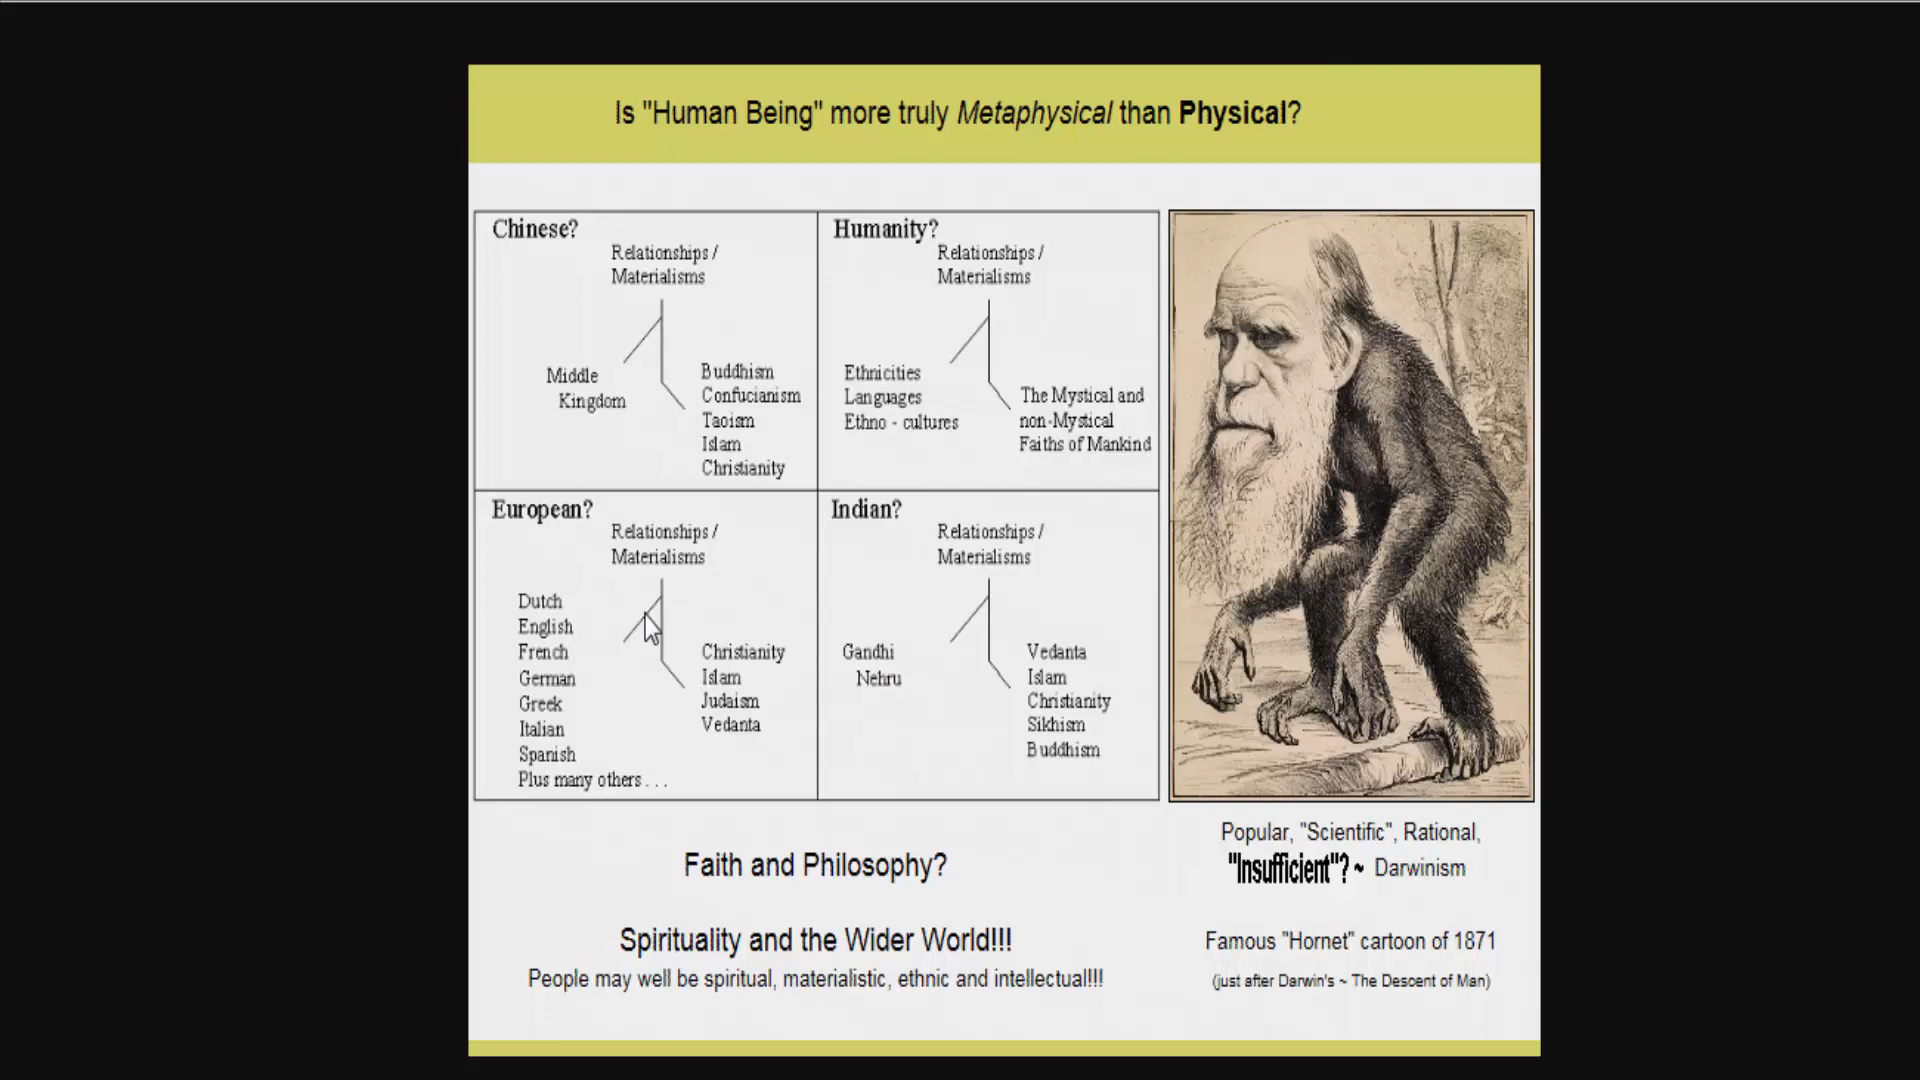 Is "Human Being" more truly Metaphysical than Physical?
Chinese?
Relationships /
Materialisms
Middle
Kingdom
Buddhism
Confucianism
Taoism
Islam
Christianity
Humanity?
Relationships /
Materialisms
Ethnicities
Languages
Ethno - cultures
The Mystical and
non-Mystical
Faiths of Mankind
European?
Relationships /
Materialisms
Dutch
English
French
German
Greek
Italian
Spanish
Plus many others . . .
Christianity
Islam
Judaism
Vedanta
Indian?
Relationships /
Materialisms
Gandhi
Nehru
Vedanta
Islam
Christianity
Sikhism
Buddhism
Faith and Philosophy?
Spirituality and the Wider World!!!
People may well be spiritual, materialistic, ethnic and intellectual!!!
Popular, "Scientific", Rational,
"Insufficient"? ~ Darwinism
Famous "Hornet" cartoon of 1871
(just after Darwin's ~ The Descent of Man)